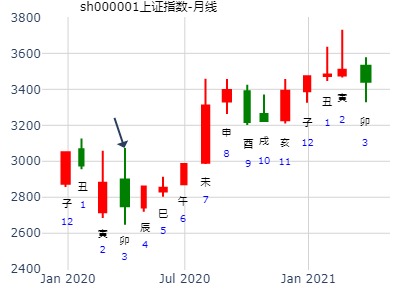 sh000001上证指数-月线
3800
3600
3400
3200
3000
2800
2600
2400
子
12
丑
1
寅
2
卯
3
辰
4
巳
5
午
6
未
7
申
8
酉
9
戌
10
亥
11
子
12
丑
1
寅
2
卯
3
Jan 2020
Jul 2020
Jan 2021